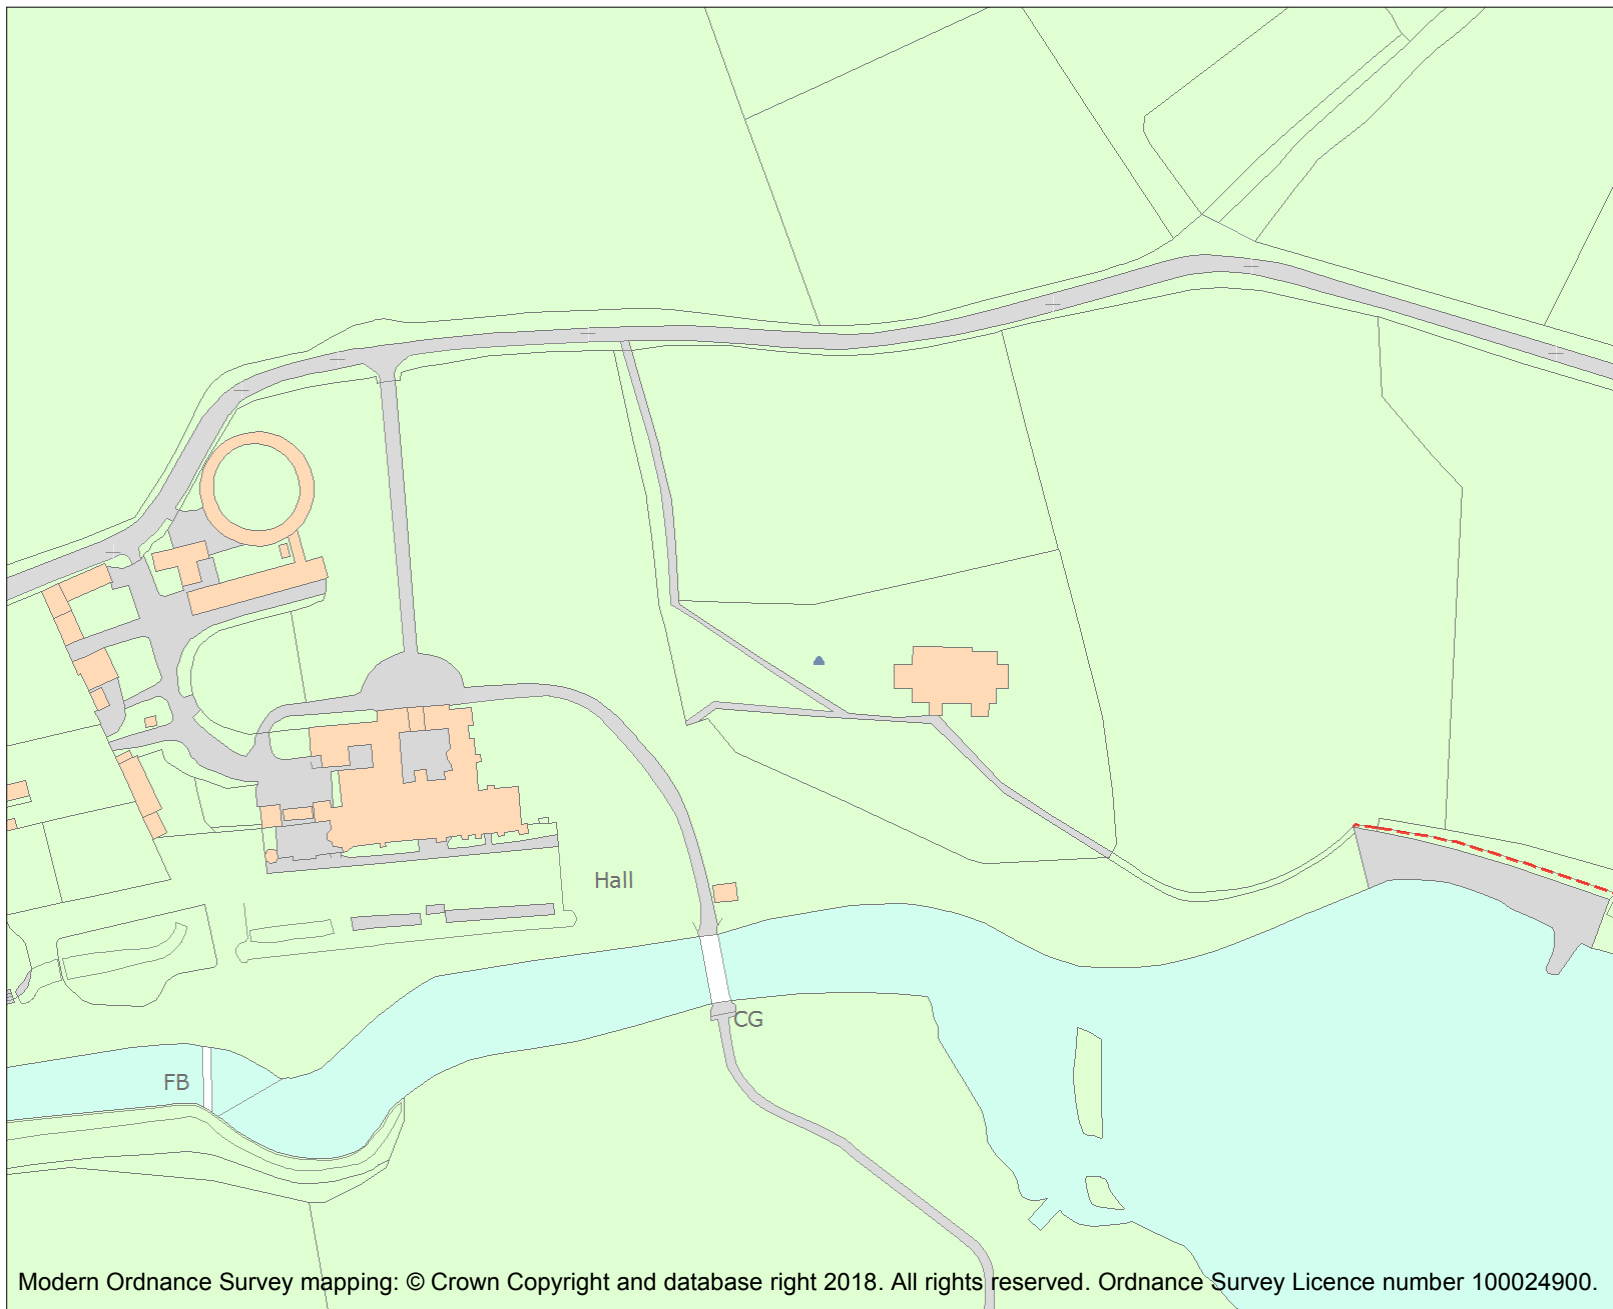 Hall
CG
FB
Modern Ordnance Survey mapping: © Crown Copyright and database right 2018. All rights reserved. Ordnance Survey Licence number 100024900.